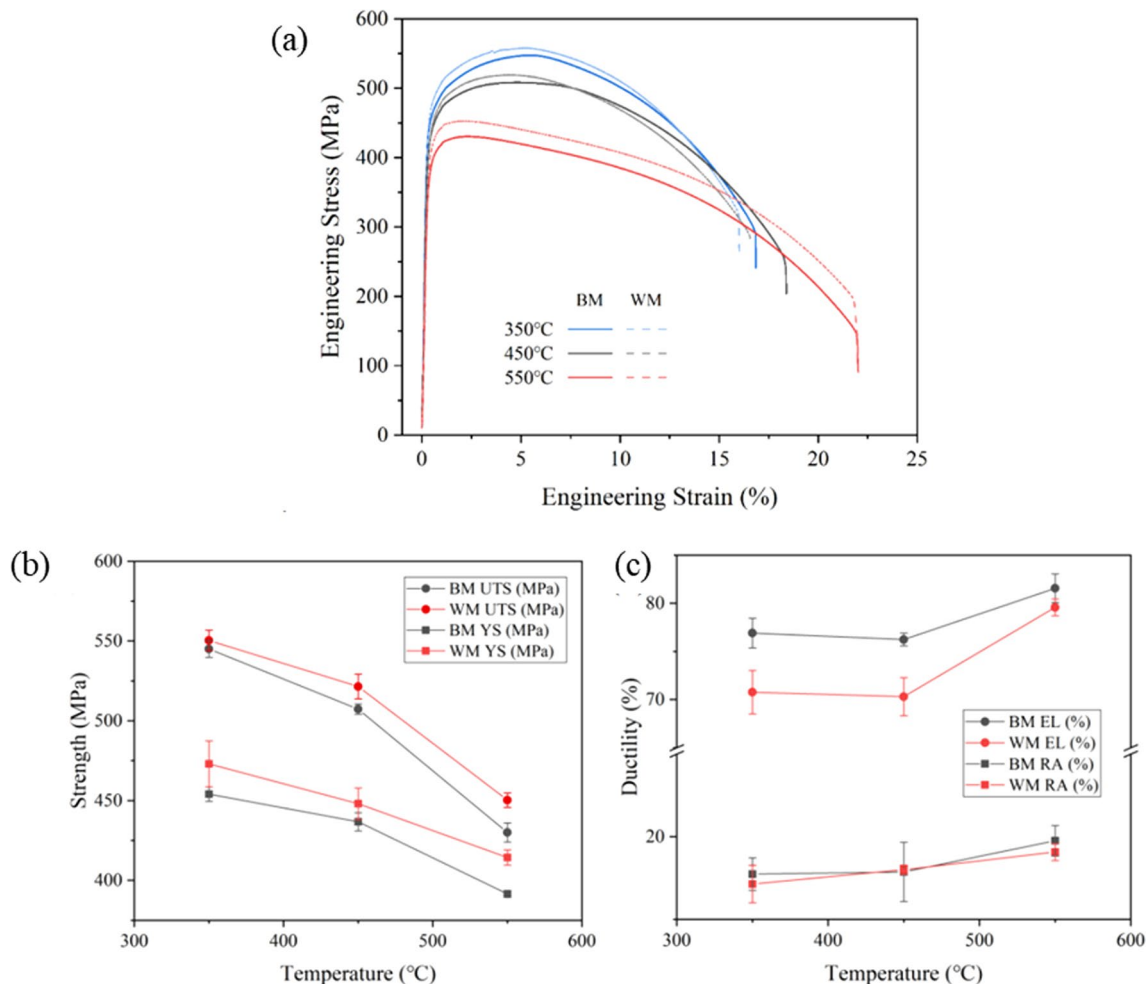 (a)
600
500
400
300
200
100
0
Engineering Stress (MPa)
BM WM
350℃
450℃
550℃
0 5 10 15 20 25
Engineering Strain (%)
(b)
600
550
500
450
400
Strength (MPa)
BM UTS (MPa)
WM UTS (MPa)
BM YS (MPa)
WM YS (MPa)
300 400 500 600
Temperature (℃)
(c)
80
70
20
Ductility (%)
BM EL (%)
WM EL (%)
BM RA (%)
WM RA (%)
300 400 500 600
Temperature (℃)